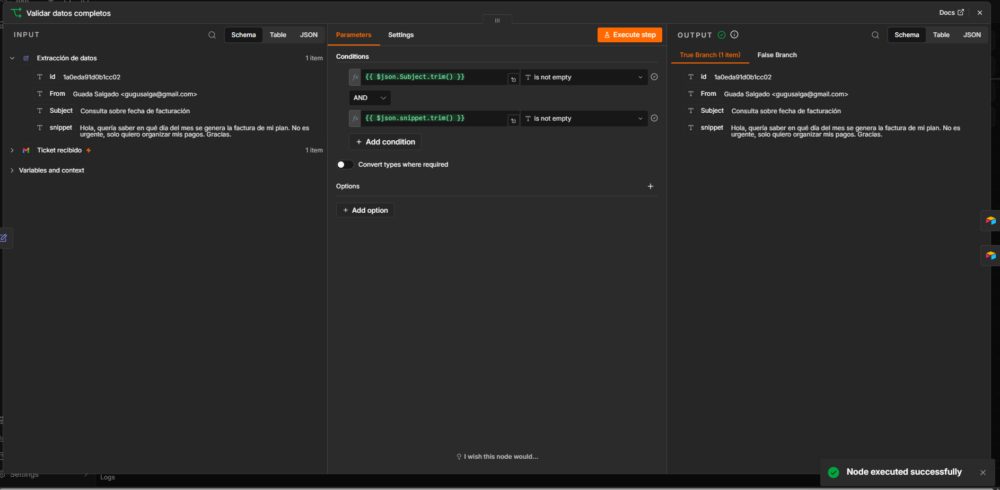 Validar datos completos
Docs
INPUT
Schema
Table
JSON
Extracción de datos
1 item
T id 1a0eda91d0b1cc02
T From Guada Salgado <gugusalga@gmail.com>
T Subject Consulta sobre fecha de facturación
T snippet Hola, quería saber en qué día del mes se genera la factura de mi plan. No es
urgente, solo quiero organizar mis pagos. Gracias.
Ticket recibido
1 item
Variables and context
Parameters
Settings
Execute step
Conditions
fx {{ $json.Subject.trim() }}
T is not empty
AND
fx {{ $json.snippet.trim() }}
T is not empty
+ Add condition
Convert types where required
Options
+
+ Add option
I wish this node would...
OUTPUT
Schema
Table
JSON
True Branch (1 item)
False Branch
T id 1a0eda91d0b1cc02
T From Guada Salgado <gugusalga@gmail.com>
T Subject Consulta sobre fecha de facturación
T snippet Hola, quería saber en qué día del mes se genera la factura de mi plan. No es
urgente, solo quiero organizar mis pagos. Gracias.
Settings
Logs
Node executed successfully